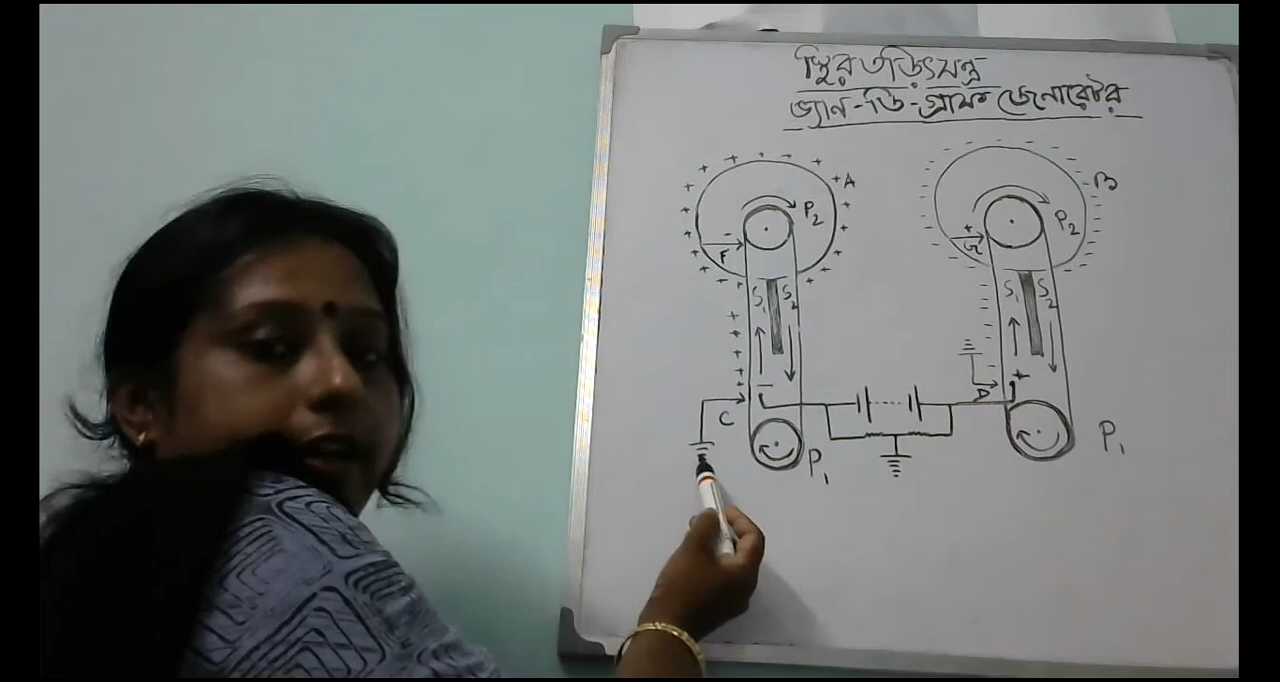 স্থির তড়িৎযন্ত্র
ভ্যান-ডি-গ্রাফ জেনারেটর
A
B
P2
P2
F
G
S1 S2
S1 S2
C
D
P1
P1